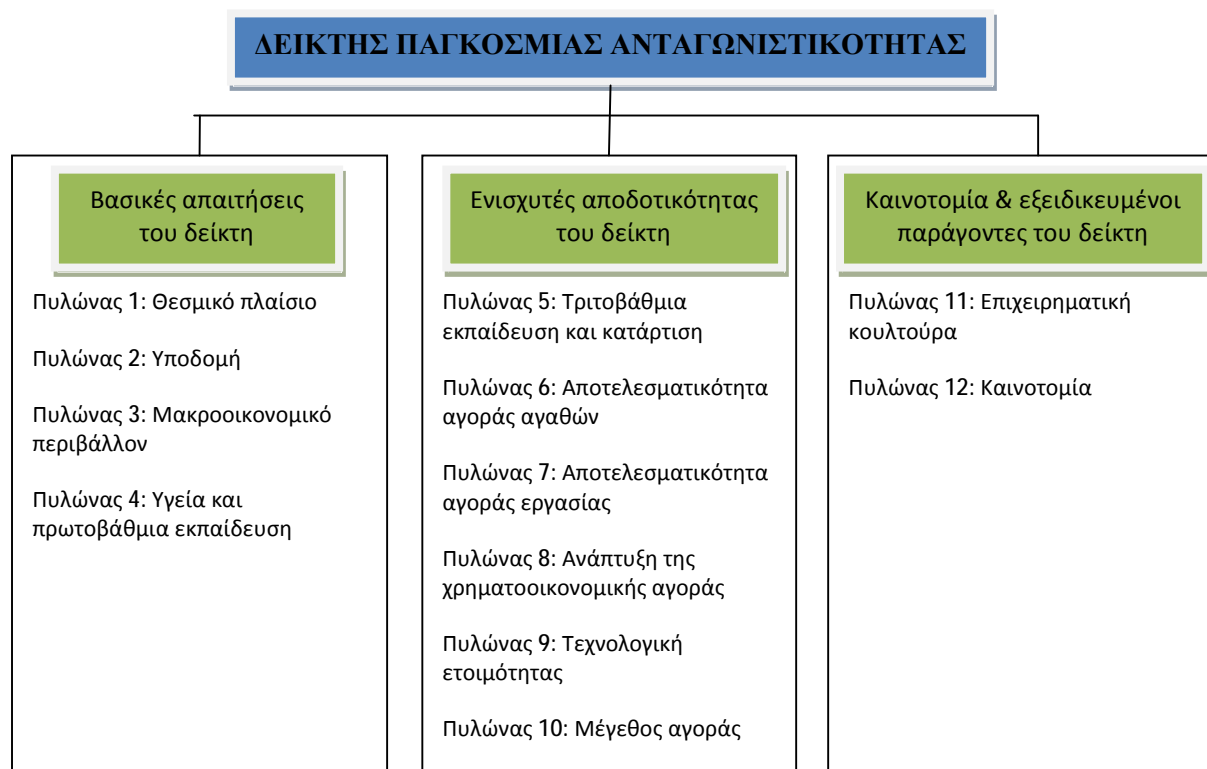 ΔΕΙΚΤΗΣ ΠΑΓΚΟΣΜΙΑΣ ΑΝΤΑΓΩΝΙΣΤΙΚΟΤΗΤΑΣ
Βασικές απαιτήσεις
του δείκτη
Πυλώνας 1: Θεσμικό πλαίσιο
Πυλώνας 2: Υποδομή
Πυλώνας 3: Μακροοικονομικό
περιβάλλον
Πυλώνας 4: Υγεία και
πρωτοβάθμια εκπαίδευση
Ενισχυτές αποδοτικότητας
του δείκτη
Πυλώνας 5: Τριτοβάθμια
εκπαίδευση και κατάρτιση
Πυλώνας 6: Αποτελεσματικότητα
αγοράς αγαθών
Πυλώνας 7: Αποτελεσματικότητα
αγοράς εργασίας
Πυλώνας 8: Ανάπτυξη της
χρηματοοικονομικής αγοράς
Πυλώνας 9: Τεχνολογική
ετοιμότητας
Πυλώνας 10: Μέγεθος αγοράς
Καινοτομία & εξειδικευμένοι
παράγοντες του δείκτη
Πυλώνας 11: Επιχειρηματική
κουλτούρα
Πυλώνας 12: Καινοτομία